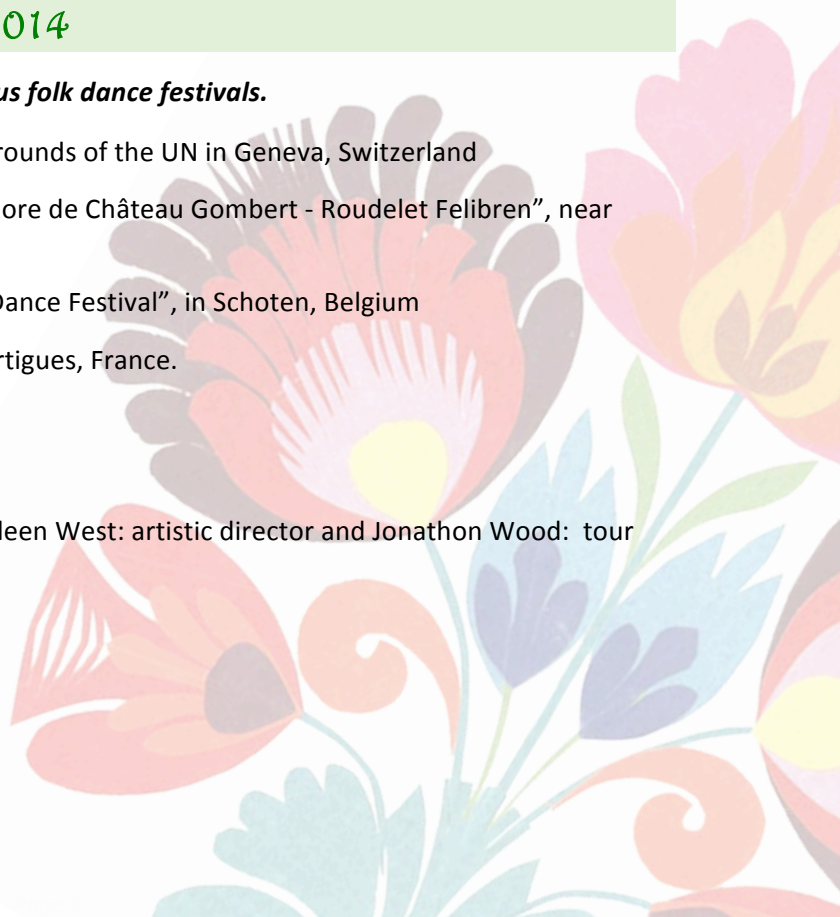 014
us folk dance festivals.
rounds of the UN in Geneva, Switzerland
ore de Château Gombert - Roudelet Felibren”, near
Dance Festival”, in Schoten, Belgium
rtigues, France.
leen West: artistic director and Jonathon Wood: tour